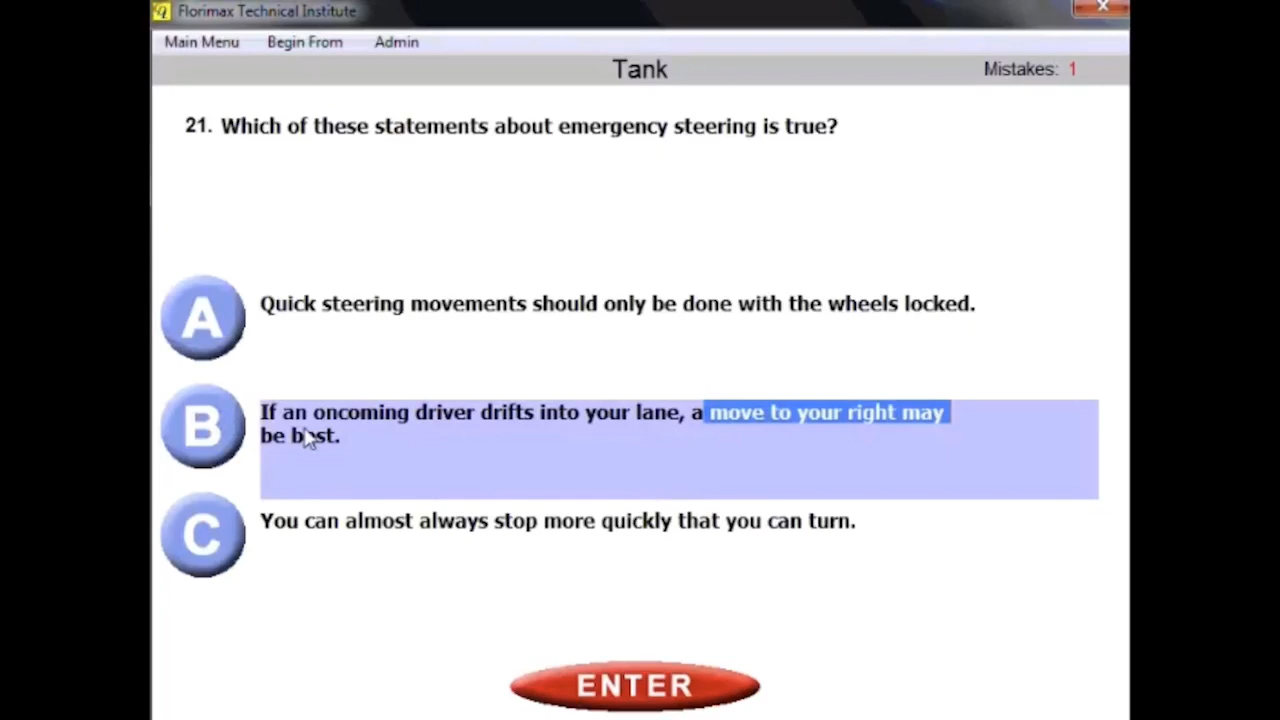 Florimax Technical Institute
Main Menu Begin From Admin
Tank Mistakes: 1
21. Which of these statements about emergency steering is true?
A Quick steering movements should only be done with the wheels locked.
B If an oncoming driver drifts into your lane, a move to your right may
be best.
C You can almost always stop more quickly that you can turn.
ENTER